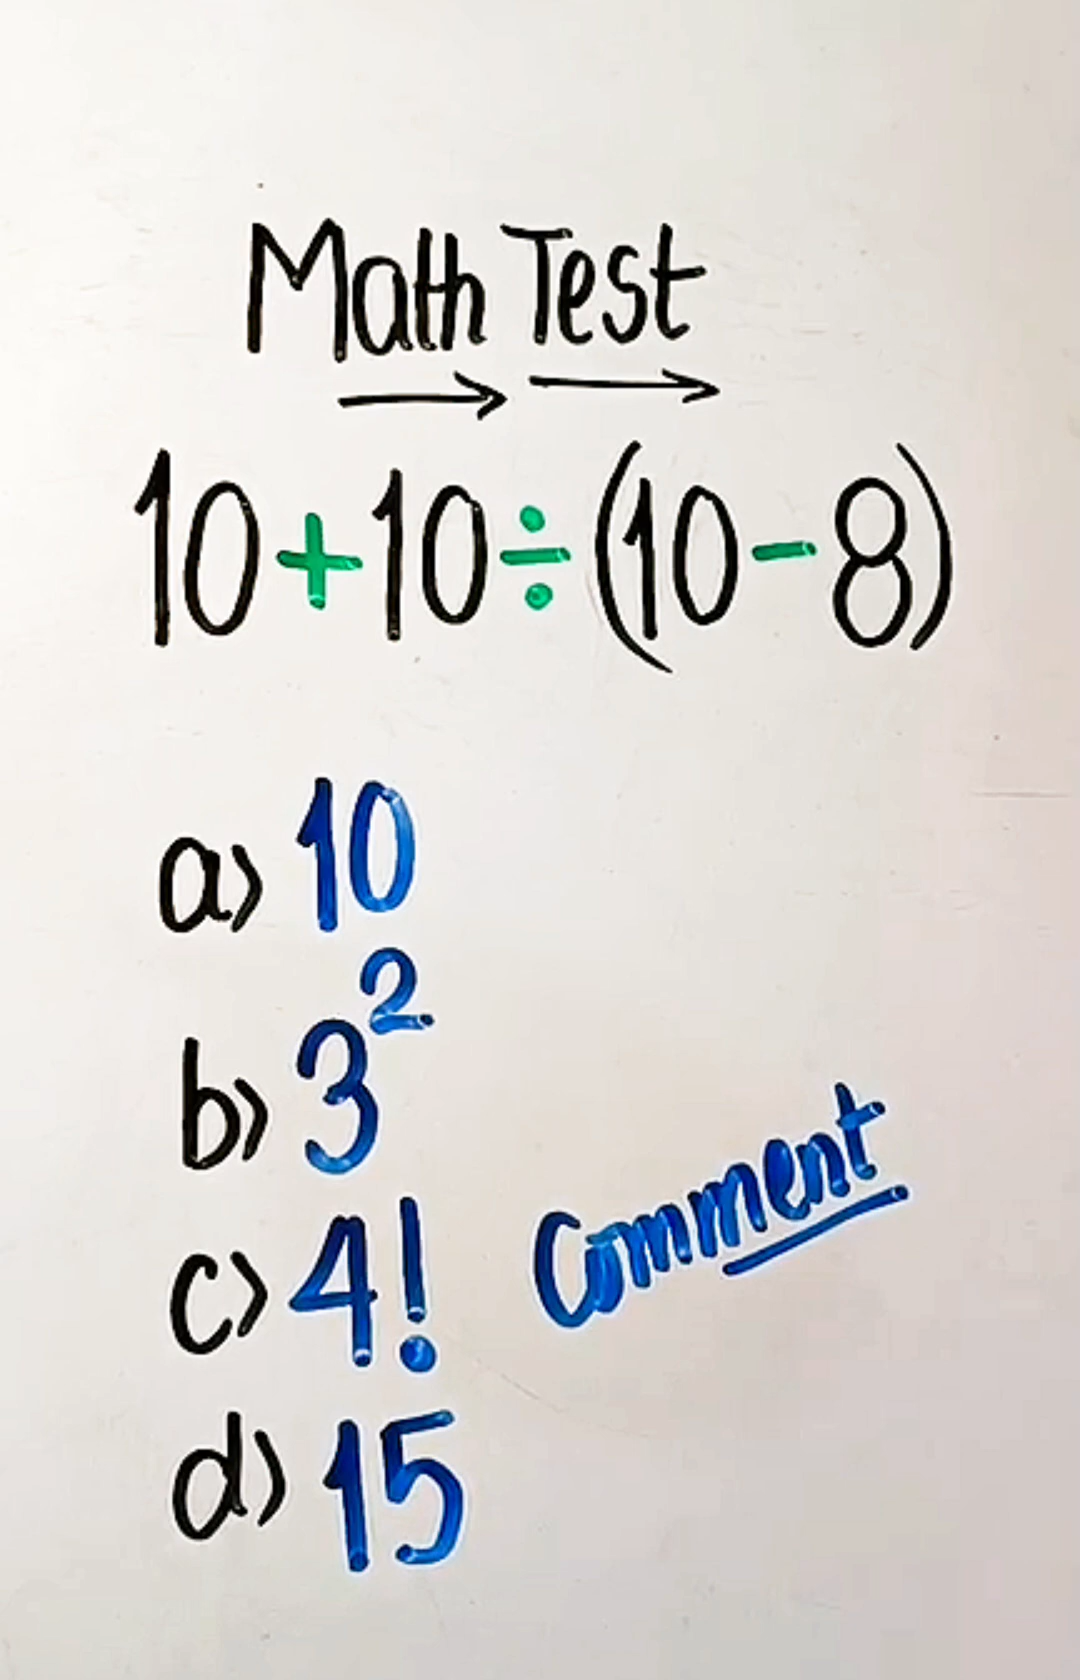 Math Test
10+10÷(10-8)
a) 10
b) 3²
c) 4!
Comment
d) 15